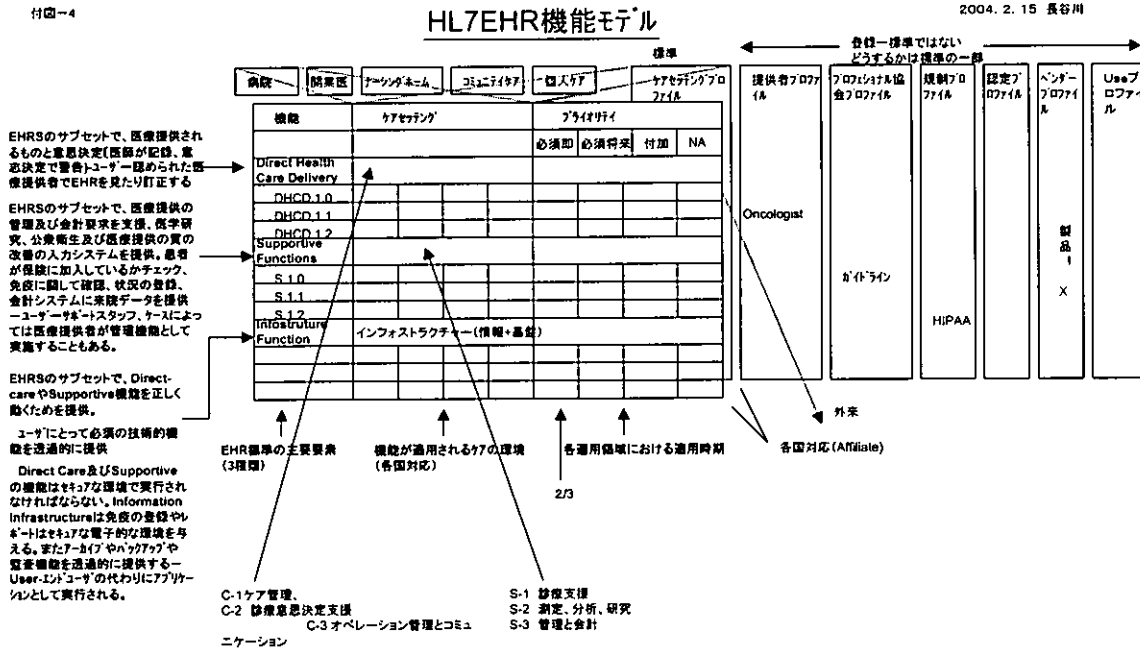 付図－4
HL7EHR機能モデル
2004. 2. 15 長谷川
標準
登録－標準ではない
どうするかは標準の一部
病院
開業医
ナーシングホーム
コミュニティケア
個人ケア
ケアセッティングプロ
ファイル
提供者プロファ
イル
プロフェショナル協
会プロファイル
規制プロ
ファイル
認定プ
ロファイル
ベンダー
プロファイ
ル
Useプ
ロファイ
ル
機能
ケアセッティング
プライオリティ
必須即
必須将来
付加
NA
Direct Health
Care Delivery
DHCD.1.0
DHCD.1.1
DHCD.1.2
Supportive
Functions
S.1.0
S.1.1
S.1.2
Infostruture
Function
インフォストラクチャー(情報+基盤)
Oncologist
ガイドライン
HiPAA
製品－X
EHRSのサブセットで、医療提供され
るものと意思決定(医師が記録、意
思決定で警告)－ユーザー認められた医
療提供者でEHRを見たり訂正する
EHRSのサブセットで、医療提供の
管理及び会計要求を支援、医学研
究、公衆衛生及び医療提供の質の
改善の入力システムを提供。患者
が保険に加入しているかチェック、
免疫に関して確認、状況の登録、
会計システムに来院データを提供
－ユーザーサポートスタッフ、ケースによっ
ては医療提供者が管理機能として
実施することもある。
EHRSのサブセットで、Direct-
careやSupportive機能を正しく
動くためを提供。
ユーザにとって必須の技術的機
能を透過的に提供
Direct Care及びSupportive
の機能はセキュアな環境で実行され
なければならない。Information
Infrastructureは免疫の登録やレ
ポートはセキュアな電子的な環境を与
える。またアーカイブやバックアップや
監査機能を透過的に提供する－
User-エンドユーザの代わりにアプリケー
ションとして実行される。
EHR標準の主要要素
(3種類)
機能が適用されるケアの環境
(各国対応)
各適用領域における適用時期
外来
各国対応(Affiliate)
2/3
C-1ケア管理、
C-2 診療意思決定支援
C-3 オペレーション管理とコミュ
ニケーション
S-1 診療支援
S-2 測定、分析、研究
S-3 管理と会計